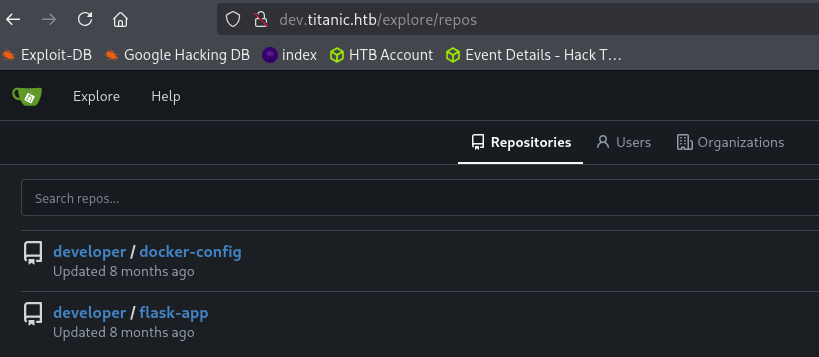 dev.titanic.htb/explore/repos
Exploit-DB Google Hacking DB index HTB Account Event Details - Hack T…
Explore Help
Repositories Users Organizations
Search repos...
developer / docker-config
Updated 8 months ago
developer / flask-app
Updated 8 months ago